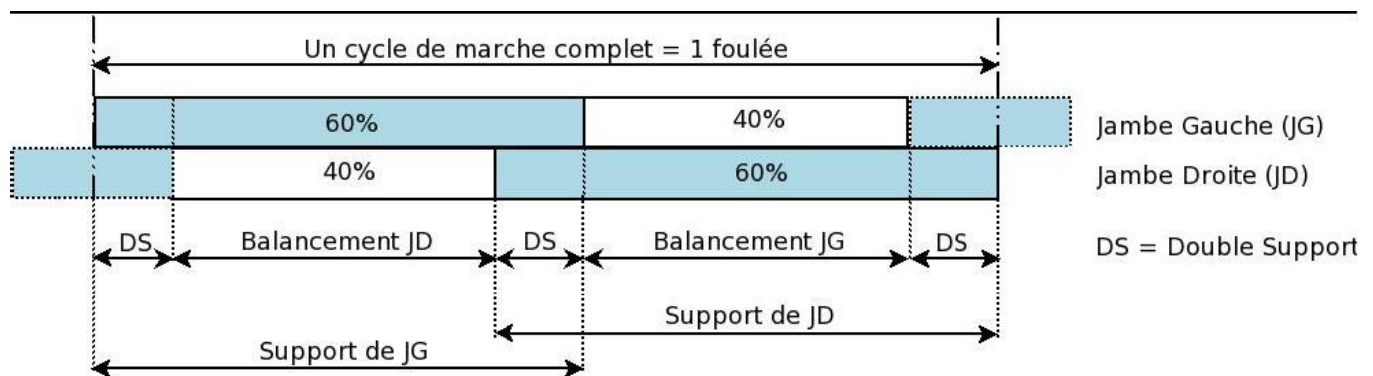 Un cycle de marche complet = 1 foulée
60%
40%
Jambe Gauche (JG)
40%
60%
Jambe Droite (JD)
DS
Balancement JD
DS
Balancement JG
DS
DS = Double Support
Support de JD
Support de JG